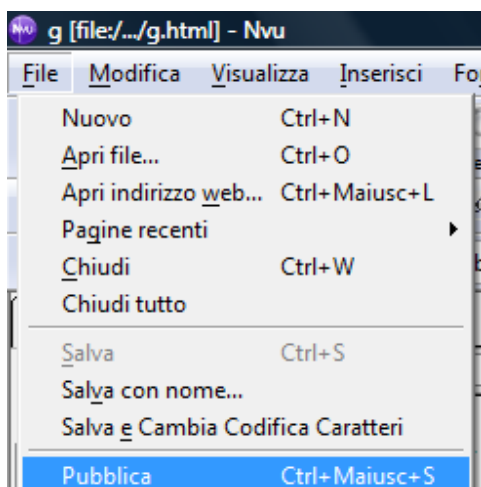 g [file:/.../g.html] - Nvu
File Modifica Visualizza Inserisci
Nuovo Ctrl+N
Apri file... Ctrl+O
Apri indirizzo web... Ctrl+Maiusc+L
Pagine recenti
Chiudi Ctrl+W
Chiudi tutto
Salva Ctrl+S
Salva con nome...
Salva e Cambia Codifica Caratteri
Pubblica Ctrl+Maiusc+S